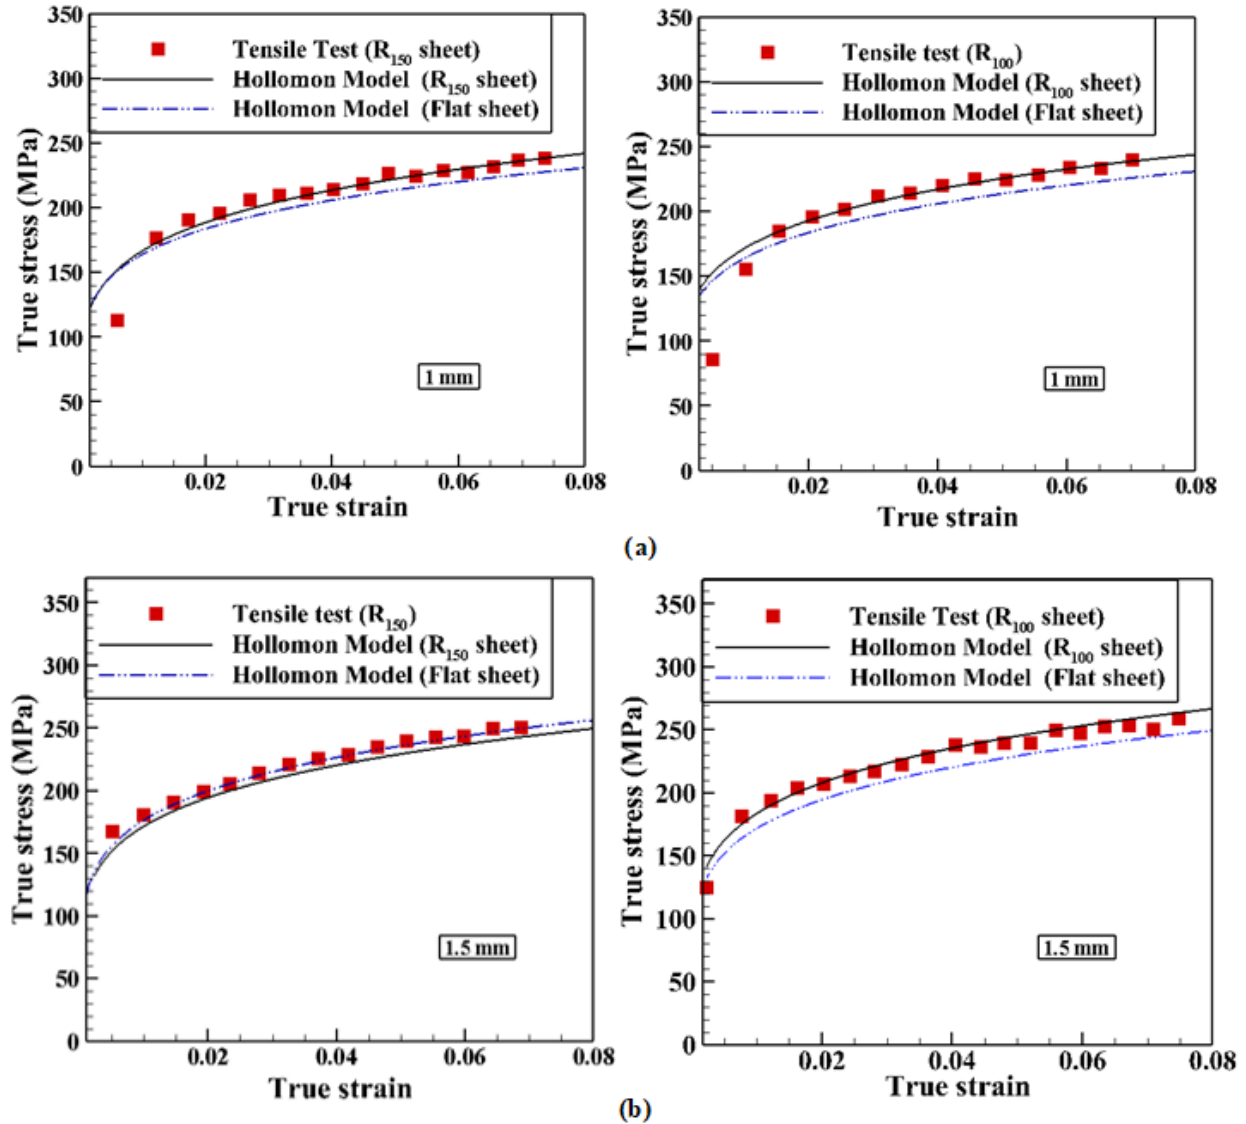 350
300
250
200
150
100
50
0
True stress (MPa)
Tensile Test (R150 sheet)
Hollomon Model (R150 sheet)
Hollomon Model (Flat sheet)
1 mm
0.02 0.04 0.06 0.08
True strain
350
300
250
200
150
100
50
0
True stress (MPa)
Tensile test (R100)
Hollomon Model (R100 sheet)
Hollomon Model (Flat sheet)
1 mm
0.02 0.04 0.06 0.08
True strain
(a)
350
300
250
200
150
100
50
0
True stress (MPa)
Tensile test (R150)
Hollomon Model (R150 sheet)
Hollomon Model (Flat sheet)
1.5 mm
0.02 0.04 0.06 0.08
True strain
350
300
250
200
150
100
50
0
True stress (MPa)
Tensile Test (R100 sheet)
Hollomon Model (R100 sheet)
Hollomon Model (Flat sheet)
1.5 mm
0.02 0.04 0.06 0.08
True strain
(b)